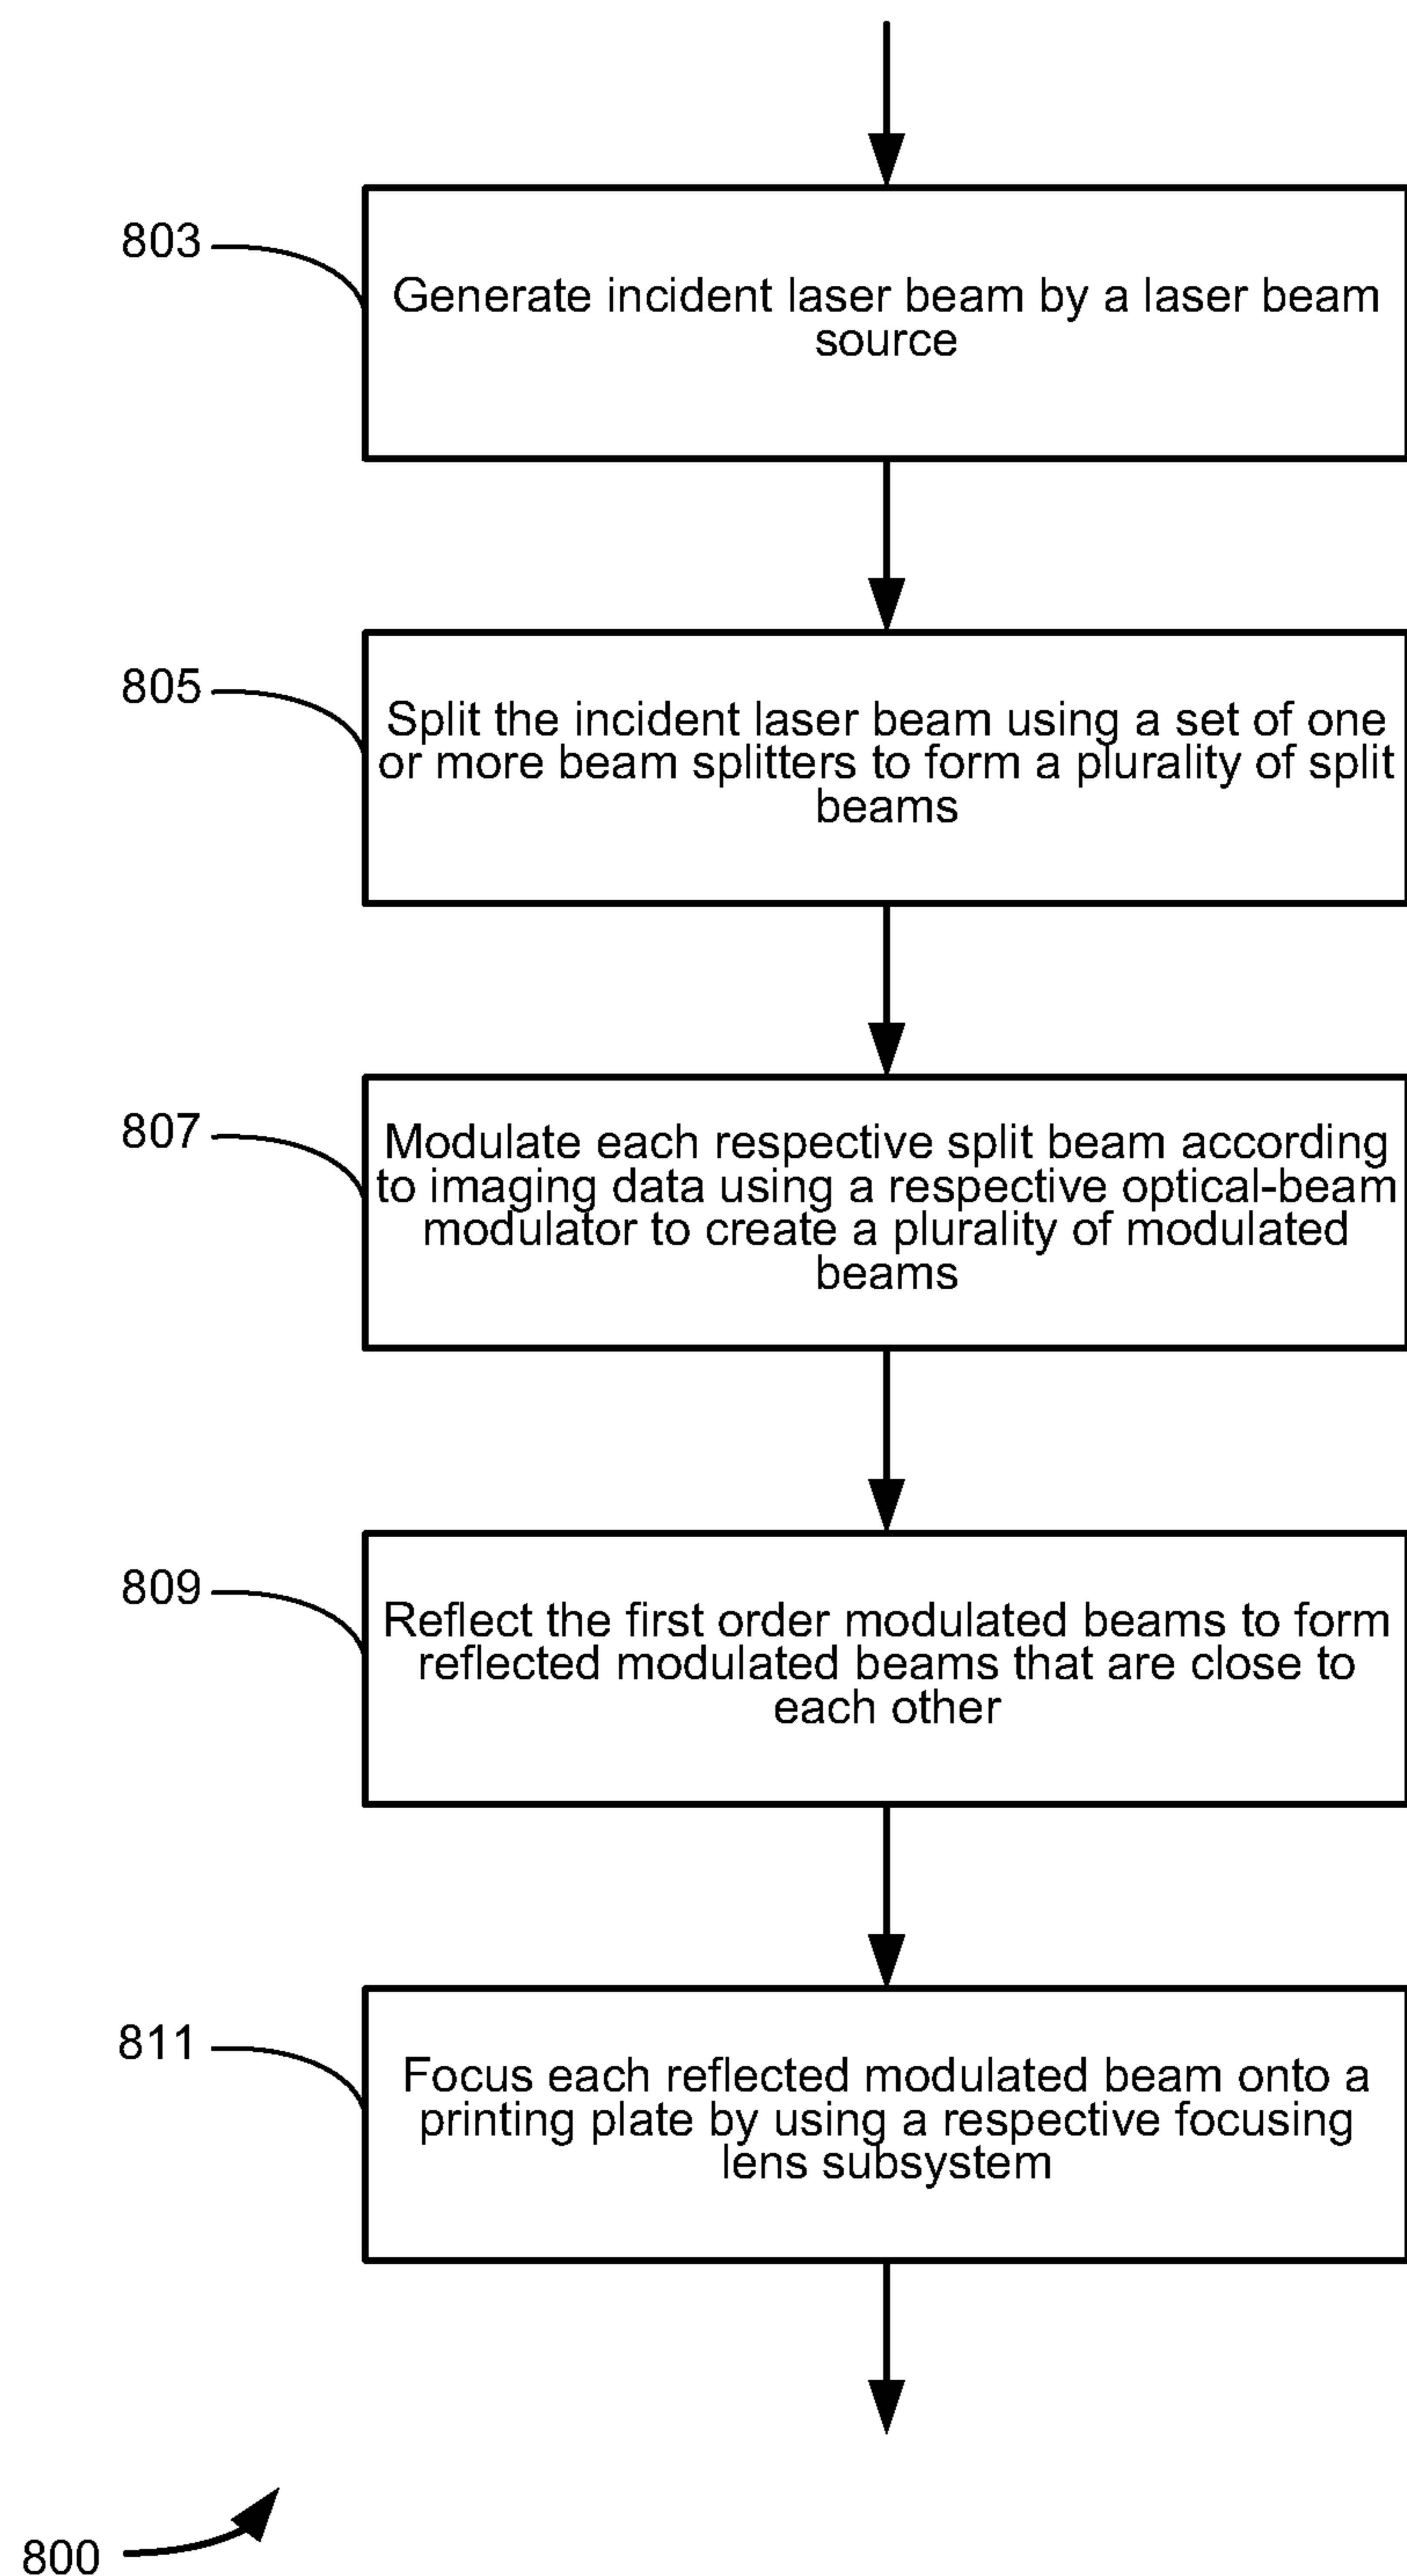 803
Generate incident laser beam by a laser beam
source
805
Split the incident laser beam using a set of one
or more beam splitters to form a plurality of split
beams
807
Modulate each respective split beam according
to imaging data using a respective optical-beam
modulator to create a plurality of modulated
beams
809
Reflect the first order modulated beams to form
reflected modulated beams that are close to
each other
811
Focus each reflected modulated beam onto a
printing plate by using a respective focusing
lens subsystem
800